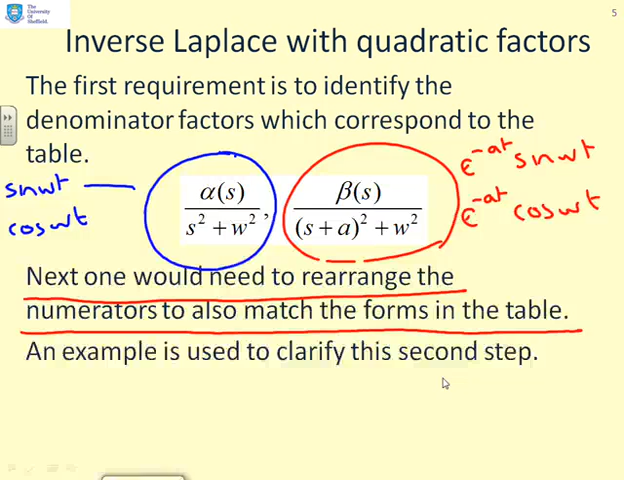 The University Of Sheffield.
5
Inverse Laplace with quadratic factors
The first requirement is to identify the
denominator factors which correspond to the
table.
sinwt
coswt
α(s) / (s² + w²), β(s) / ((s + a)² + w²)
e^-at sinwt
e^-at coswt
Next one would need to rearrange the
numerators to also match the forms in the table.
An example is used to clarify this second step.